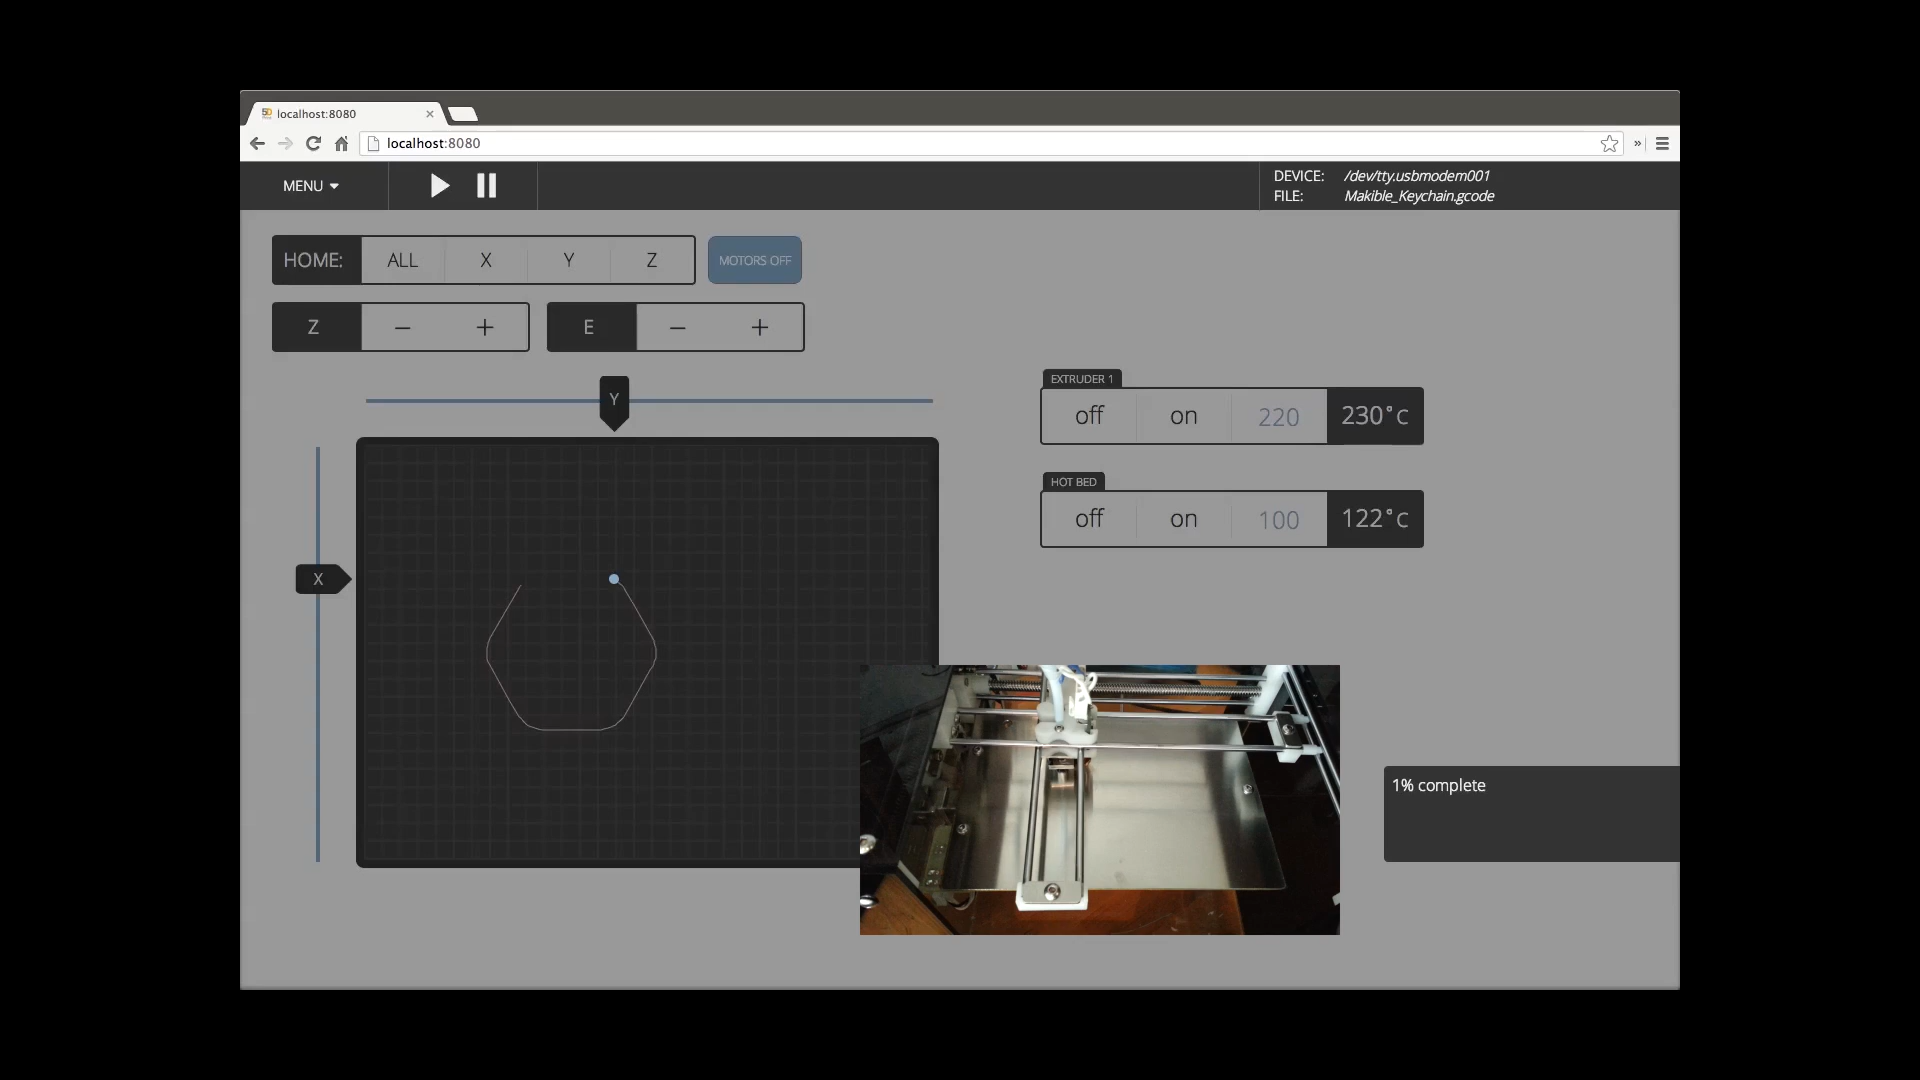 localhost:8080
localhost:8080
MENU
DEVICE: /dev/tty.usbmodem001
FILE: Makible_Keychain.gcode
HOME: ALL X Y Z MOTORS OFF
Z − + E − +
Y
EXTRUDER 1
off on 220 230°C
HOT BED
off on 100 122°C
X
1% complete